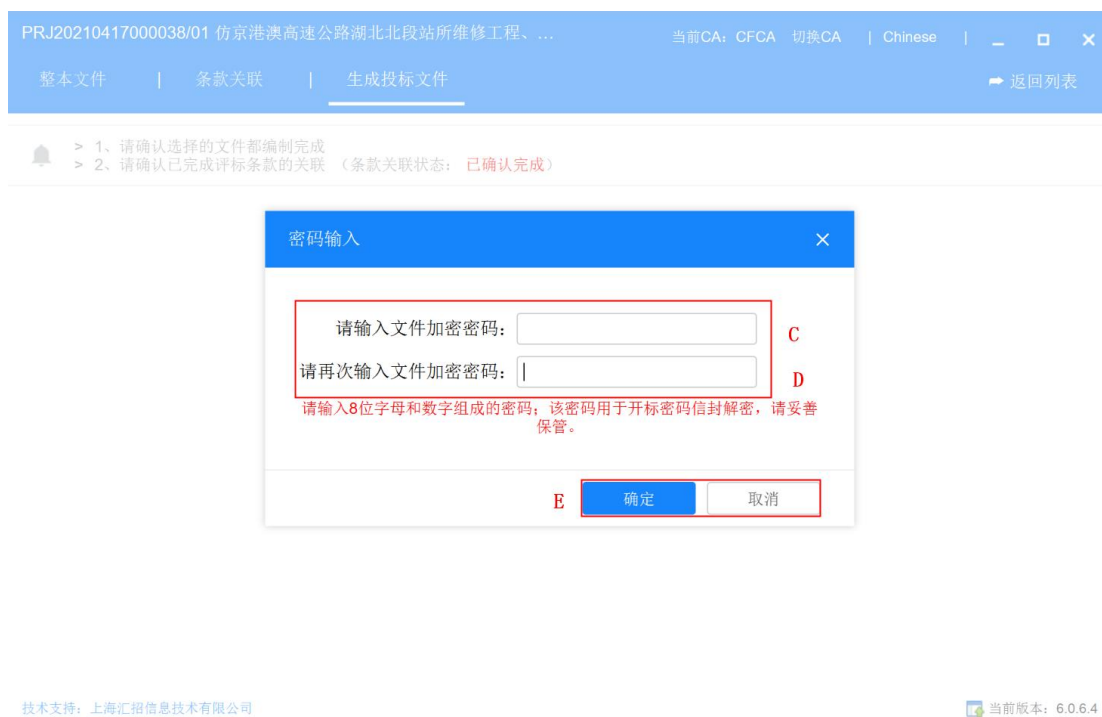 PRJ20210417000038/01 仿京港澳高速公路湖北北段站所维修工程、... 当前CA：CFCA 切换CA | Chinese |
整本文件 | 条款关联 | 生成投标文件 返回列表
> 1、请确认选择的文件都编制完成
> 2、请确认已完成评标条款的关联 （条款关联状态： 已确认完成）
密码输入
请输入文件加密密码： C
请再次输入文件加密密码： D
请输入8位字母和数字组成的密码；该密码用于开标密码信封解密，请妥善
保管。
E 确定 取消
技术支持：上海汇招信息技术有限公司 当前版本：6.0.6.4